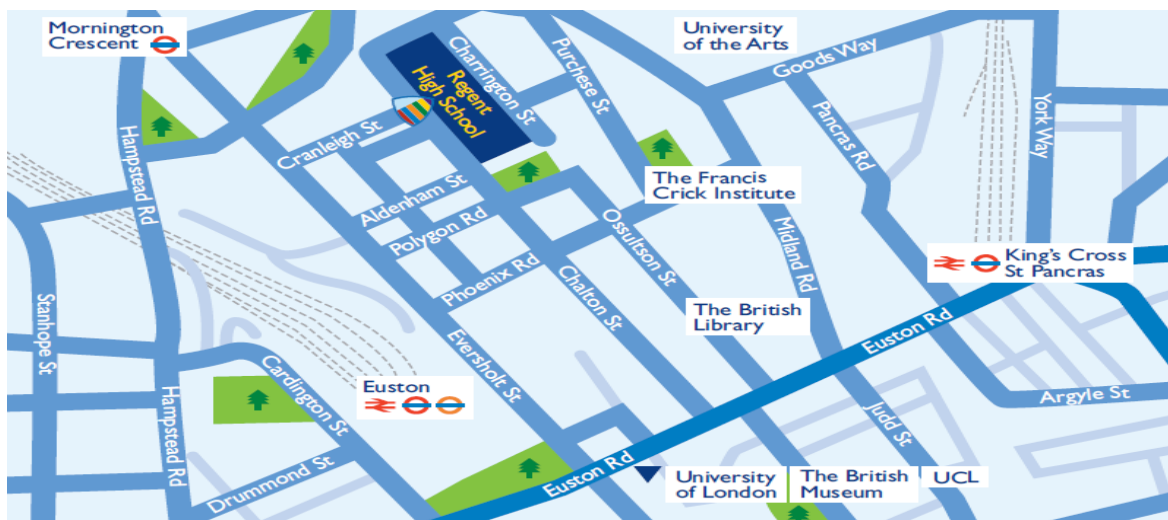 Mornington
Crescent
University
of the Arts
Goods Way
York Way
Charrington St
Purchese St
Regent
High School
Pancras Rd
Hampstead Rd
Cranleigh St
The Francis
Crick Institute
Aldenham St
Polygon Rd
Ossulson St
Midland Rd
King's Cross
St Pancras
Phoenix Rd
Chalton St
Stanhope St
The British
Library
Euston Rd
Eversholt St
Cardington St
Euston
Hampstead Rd
Argyle St
Judd St
Drummond St
Euston Rd
University
of London
The British
Museum
UCL